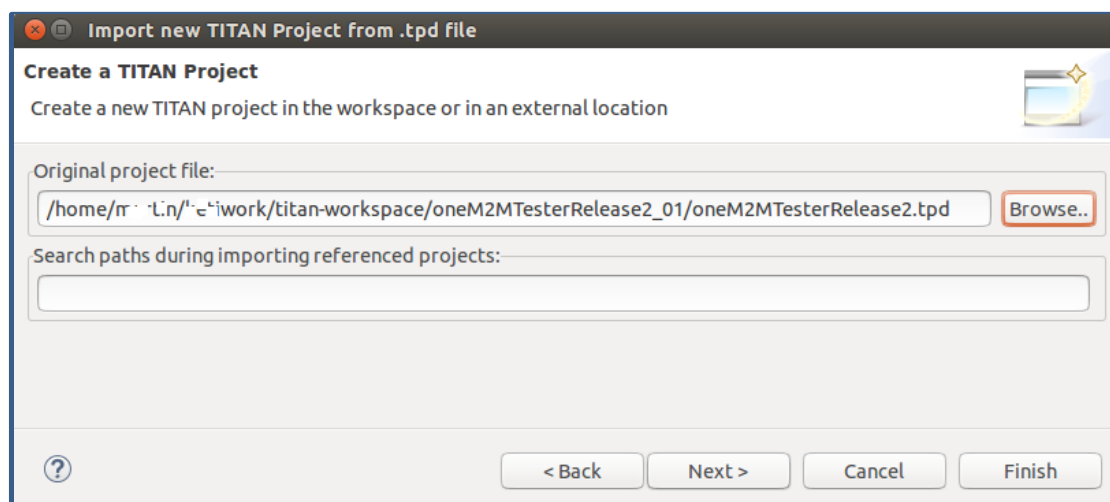 Import new TITAN Project from .tpd file
Create a TITAN Project
Create a new TITAN project in the workspace or in an external location
Original project file:
/titan-workspace/oneM2MTesterRelease2_01/oneM2MTesterRelease2.tpd
Browse..
Search paths during importing referenced projects:
?
< Back
Next >
Cancel
Finish